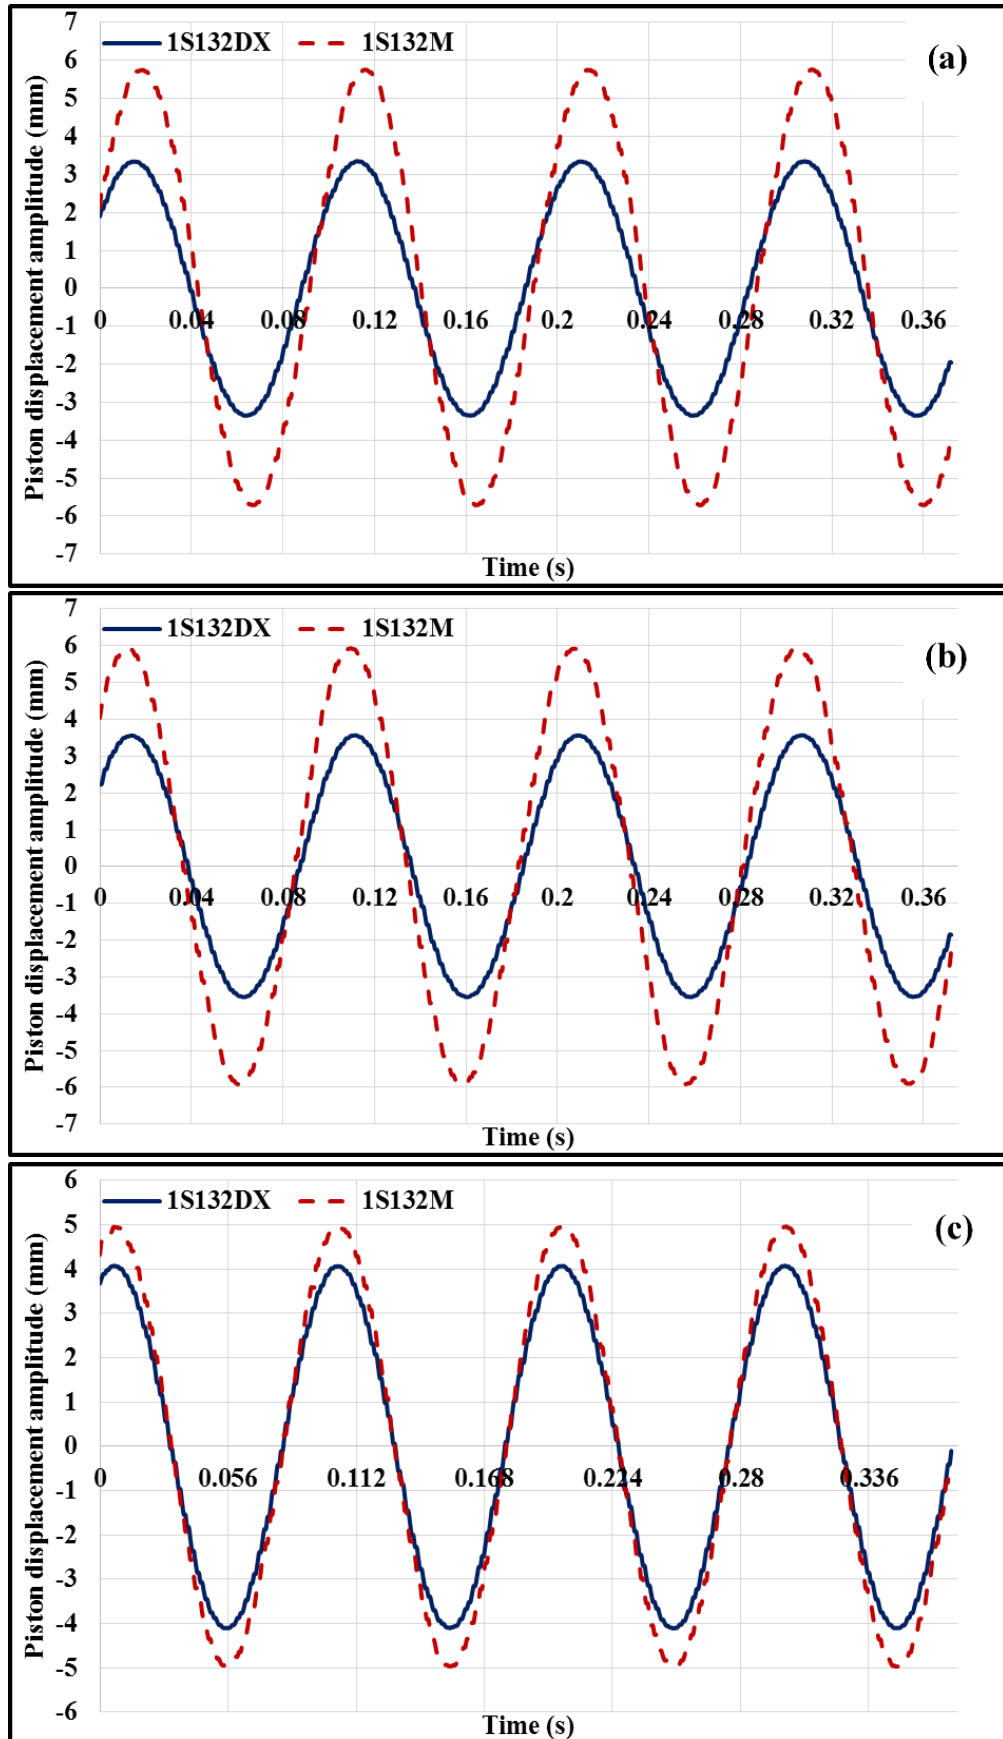 7
1S132DX 1S132M
(a)
6
5
4
3
2
1
0
0 0.04 0.08 0.12 0.16 0.2 0.24 0.28 0.32 0.36
-1
-2
-3
-4
-5
-6
-7
Piston displacement amplitude (mm)
Time (s)
7
1S132DX 1S132M
(b)
6
5
4
3
2
1
0
0 0.04 0.08 0.12 0.16 0.2 0.24 0.28 0.32 0.36
-1
-2
-3
-4
-5
-6
-7
Piston displacement amplitude (mm)
Time (s)
6
1S132DX 1S132M
(c)
5
4
3
2
1
0
0 0.056 0.112 0.168 0.224 0.28 0.336
-1
-2
-3
-4
-5
-6
Piston displacement amplitude (mm)
Time (s)